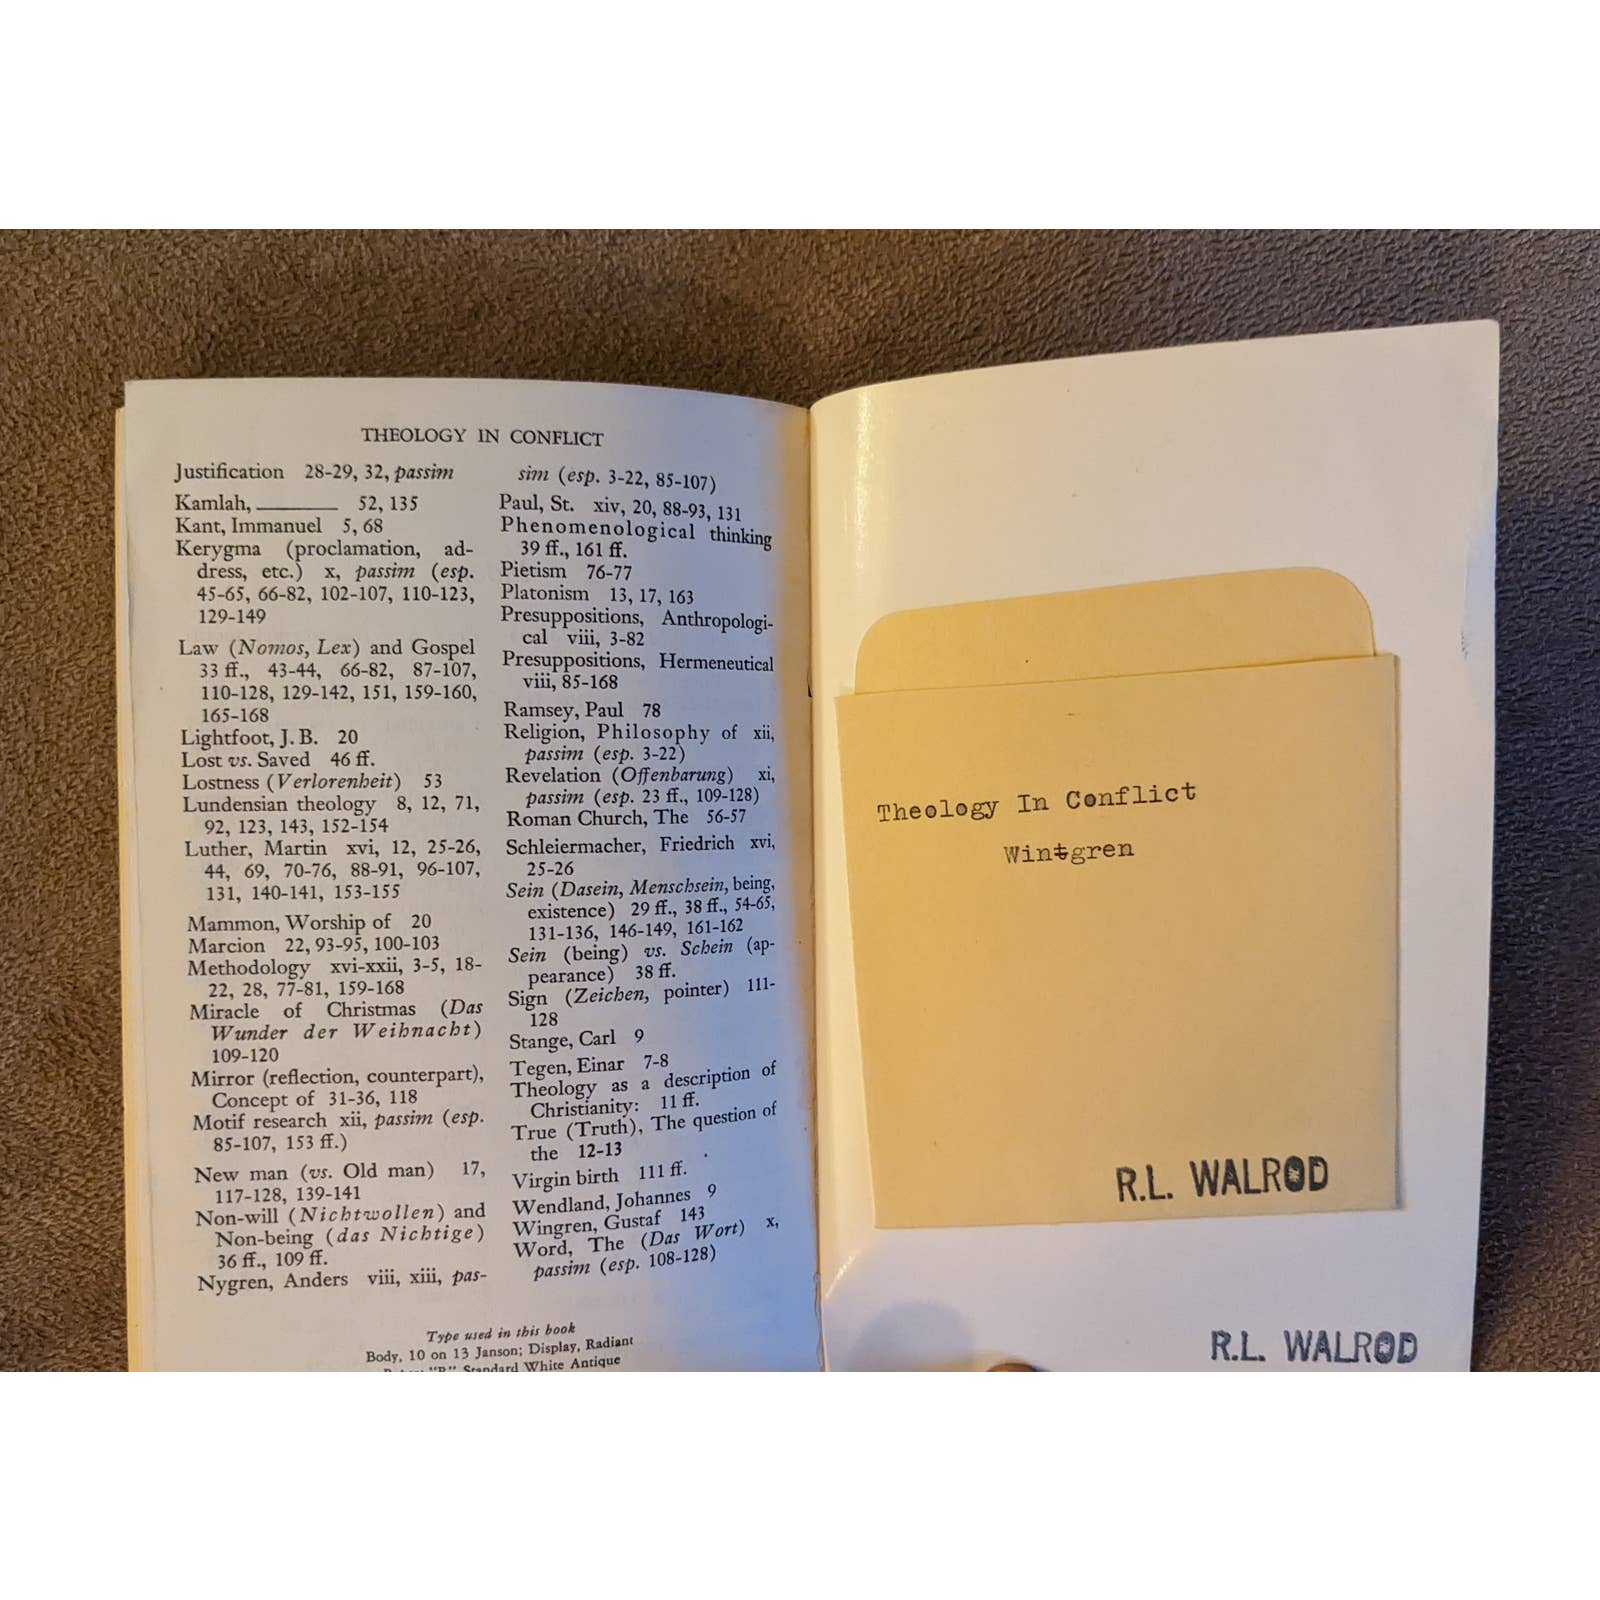 THEOLOGY IN CONFLICT
Justification 28-29, 32, passim
Kamlah, ________ 52, 135
Kant, Immanuel 5, 68
Kerygma (proclamation, ad-
dress, etc.) x, passim (esp.
45-65, 66-82, 102-107, 110-123,
129-149
Law (Nomos, Lex) and Gospel
33 ff., 43-44, 66-82, 87-107,
110-128, 129-142, 151, 159-160,
165-168
Lightfoot, J. B. 20
Lost vs. Saved 46 ff.
Lostness (Verlorenheit) 53
Lundensian theology 8, 12, 71,
92, 123, 143, 152-154
Luther, Martin xvi, 12, 25-26,
44, 69, 70-76, 88-91, 96-107,
131, 140-141, 153-155
Mammon, Worship of 20
Marcion 22, 93-95, 100-103
Methodology xvi-xxii, 3-5, 18-
22, 28, 77-81, 159-168
Miracle of Christmas (Das
Wunder der Weihnacht)
109-120
Mirror (reflection, counterpart),
Concept of 31-36, 118
Motif research xii, passim (esp.
85-107, 153 ff.)
New man (vs. Old man) 17,
117-128, 139-141
Non-will (Nichtwollen) and
Non-being (das Nichtige)
36 ff., 109 ff.
Nygren, Anders viii, xiii, pas-
sim (esp. 3-22, 85-107)
Paul, St. xiv, 20, 88-93, 131
Phenomenological thinking
39 ff., 161 ff.
Pietism 76-77
Platonism 13, 17, 163
Presuppositions, Anthropologi-
cal viii, 3-82
Presuppositions, Hermeneutical
viii, 85-168
Ramsey, Paul 78
Religion, Philosophy of xii,
passim (esp. 3-22)
Revelation (Offenbarung) xi,
passim (esp. 23 ff., 109-128)
Roman Church, The 56-57
Schleiermacher, Friedrich xvi,
25-26
Sein (Dasein, Menschsein, being,
existence) 29 ff., 38 ff., 54-65,
131-136, 146-149, 161-162
Sein (being) vs. Schein (ap-
pearance) 38 ff.
Sign (Zeichen, pointer) 111-
128
Stange, Carl 9
Tegen, Einar 7-8
Theology as a description of
Christianity: 11 ff.
True (Truth), The question of
the 12-13
Virgin birth 111 ff.
Wendland, Johannes 9
Wingren, Gustaf 143
Word, The (Das Wort) x,
passim (esp. 108-128)
Type used in this book
Body, 10 on 13 Janson; Display, Radiant
"R" Standard White Antique
Theology In Conflict
Wintgren
R.L. WALROD
R.L. WALROD